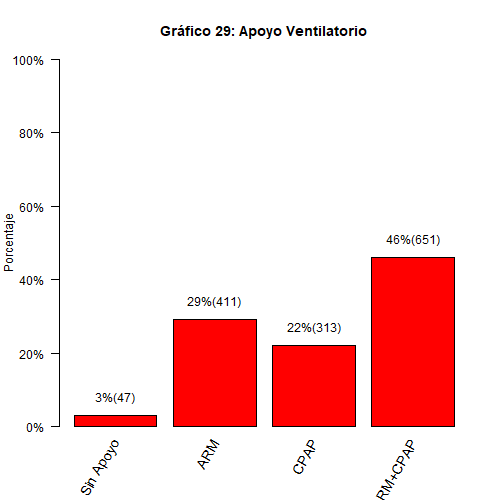 Gráfico 29: Apoyo Ventilatorio
100%
80%
60%
40%
20%
0%
Porcentaje
3%(47)
29%(411)
22%(313)
46%(651)
Sin Apoyo
ARM
CPAP
RM+CPAP